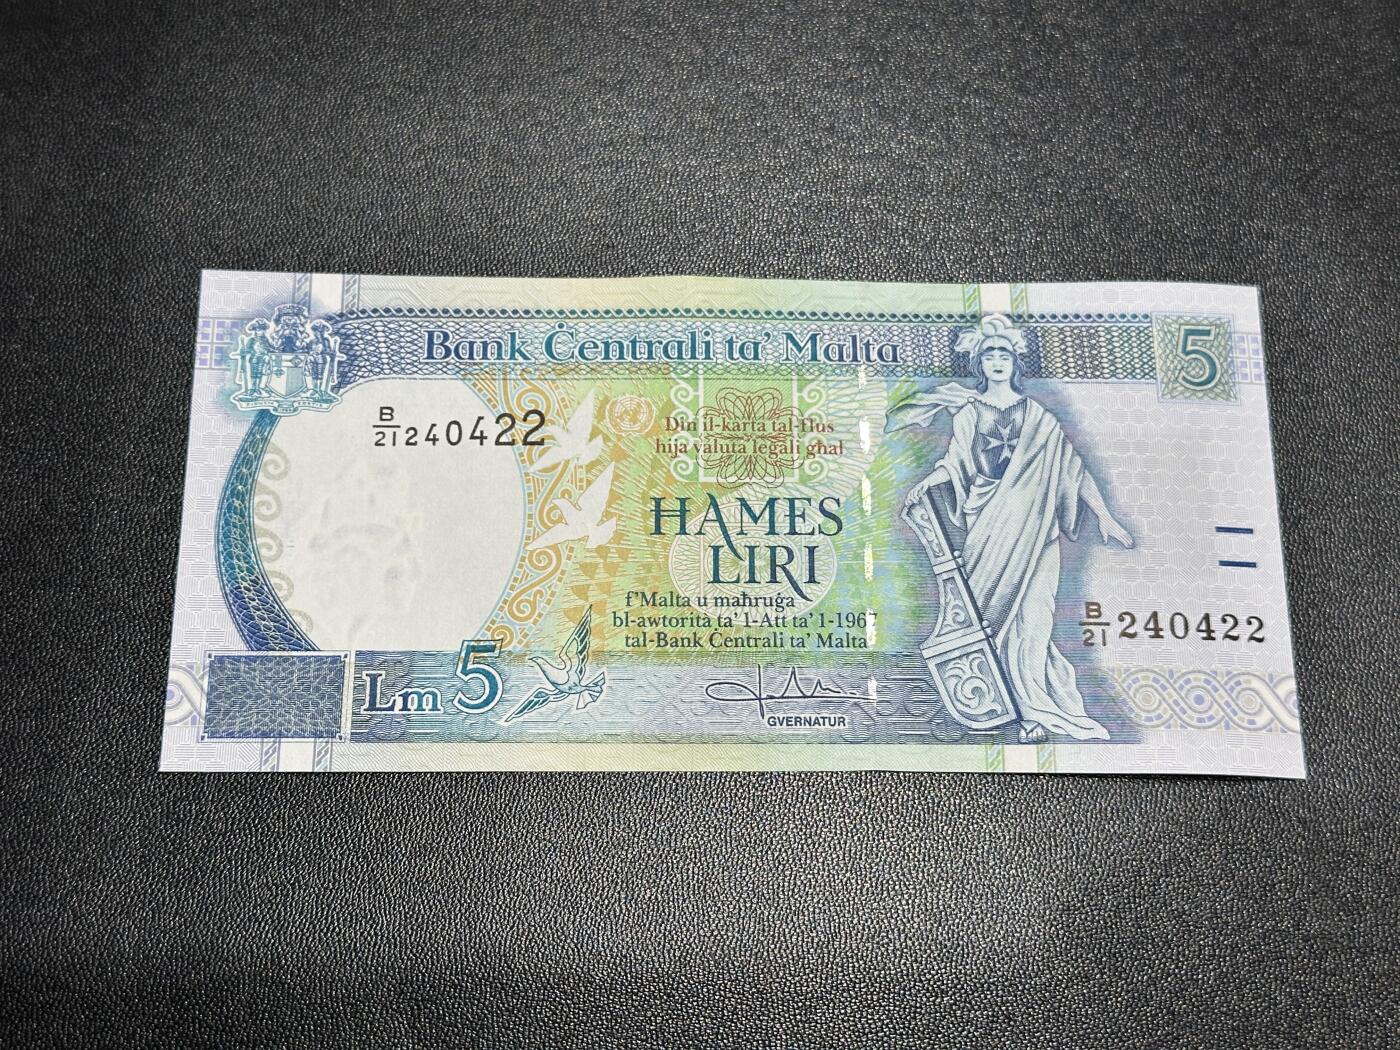 Bank Ċentrali ta' Malta
5
B/21 240422
Din il-karta tal-flus
hija valuta legali għal
ĦAMES
LIRI
f'Malta u maħruġa
bl-awtorità ta' l-Att ta' l-1967
tal-Bank Ċentrali ta' Malta
B/21 240422
Lm 5
GVERNATUR